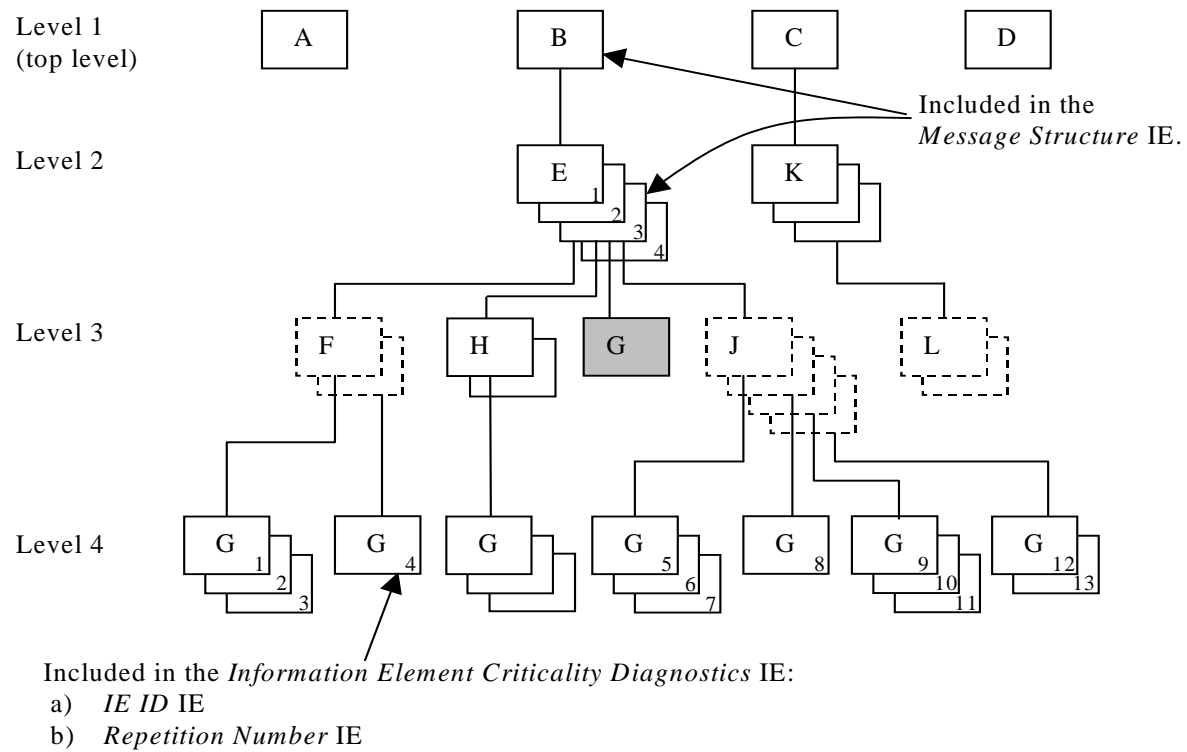 Level 1
(top level)
A
B
C
D
Included in the
Message Structure IE.
Level 2
E
1
2
3
4
K
Level 3
F
H
G
J
L
Level 4
G
1
2
3
G
4
G
G
5
6
7
G
8
G
9
10
11
G
12
13
Included in the Information Element Criticality Diagnostics IE:
a) IE ID IE
b) Repetition Number IE